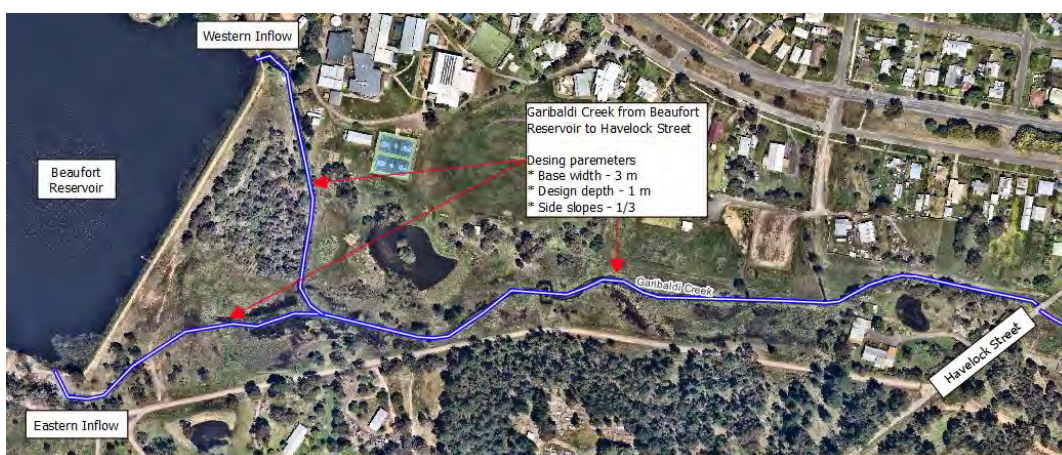 Western Inflow
Garibaldi Creek from Beaufort
Reservoir to Havelock Street
Desing paremeters
* Base width - 3 m
* Design depth - 1 m
* Side slopes - 1/3
Beaufort
Reservoir
Garibaldi Creek
Havelock Street
Eastern Inflow